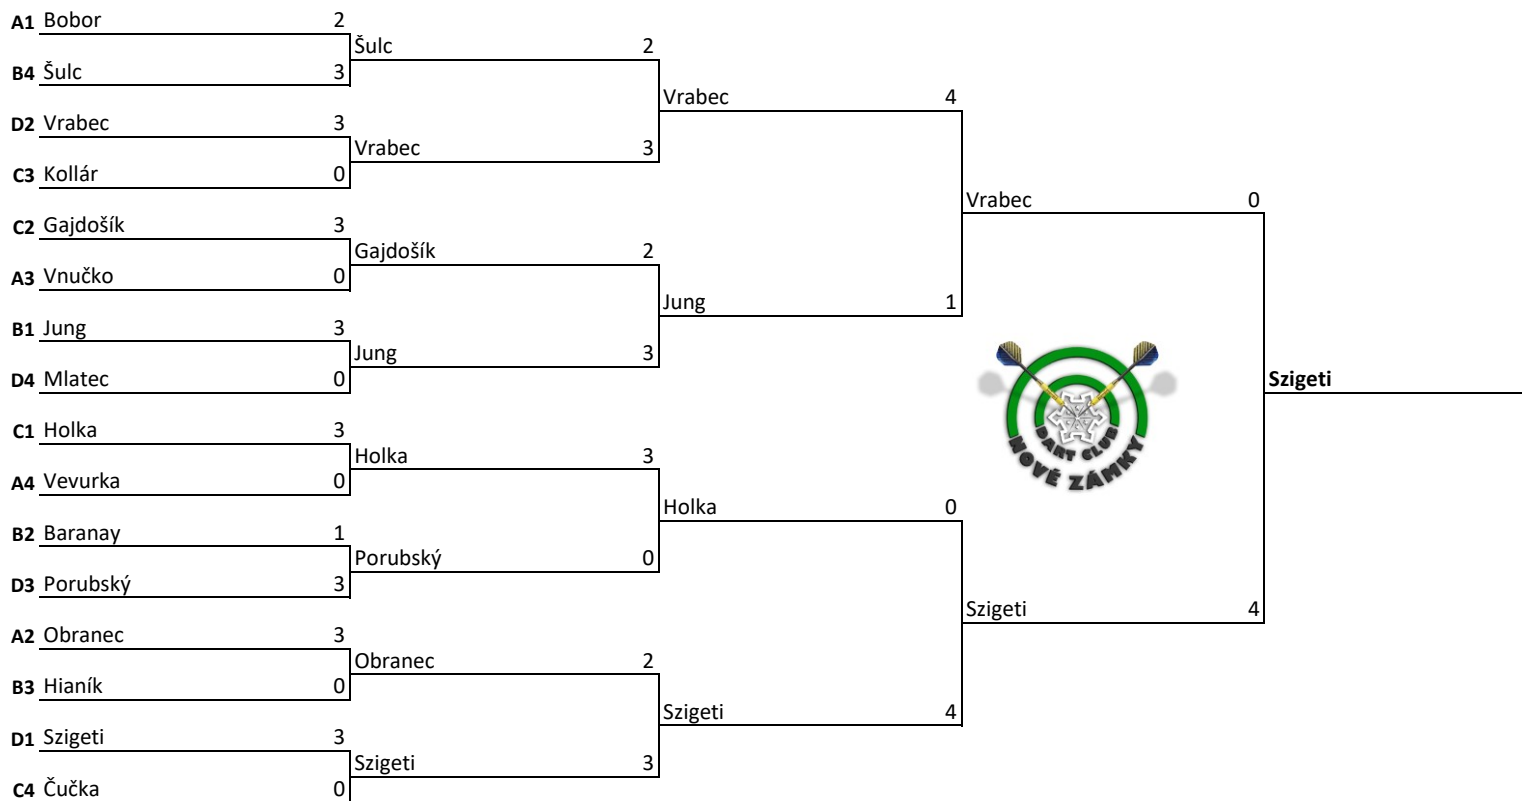 A1 Bobor 2
Šulc 2
B4 Šulc 3
Vrabec 4
D2 Vrabec 3
Vrabec 3
C3 Kollár 0
Vrabec 0
C2 Gajdošík 3
Gajdošík 2
A3 Vnučko 0
Jung 1
B1 Jung 3
Jung 3
D4 Mlatec 0
Szigeti
C1 Holka 3
DART CLUB
NOVÉ ZÁMKY
Holka 3
A4 Vevurka 0
Holka 0
B2 Baranay 1
Porubský 0
D3 Porubský 3
Szigeti 4
A2 Obranec 3
Obranec 2
B3 Hianík 0
Szigeti 4
D1 Szigeti 3
Szigeti 3
C4 Čučka 0